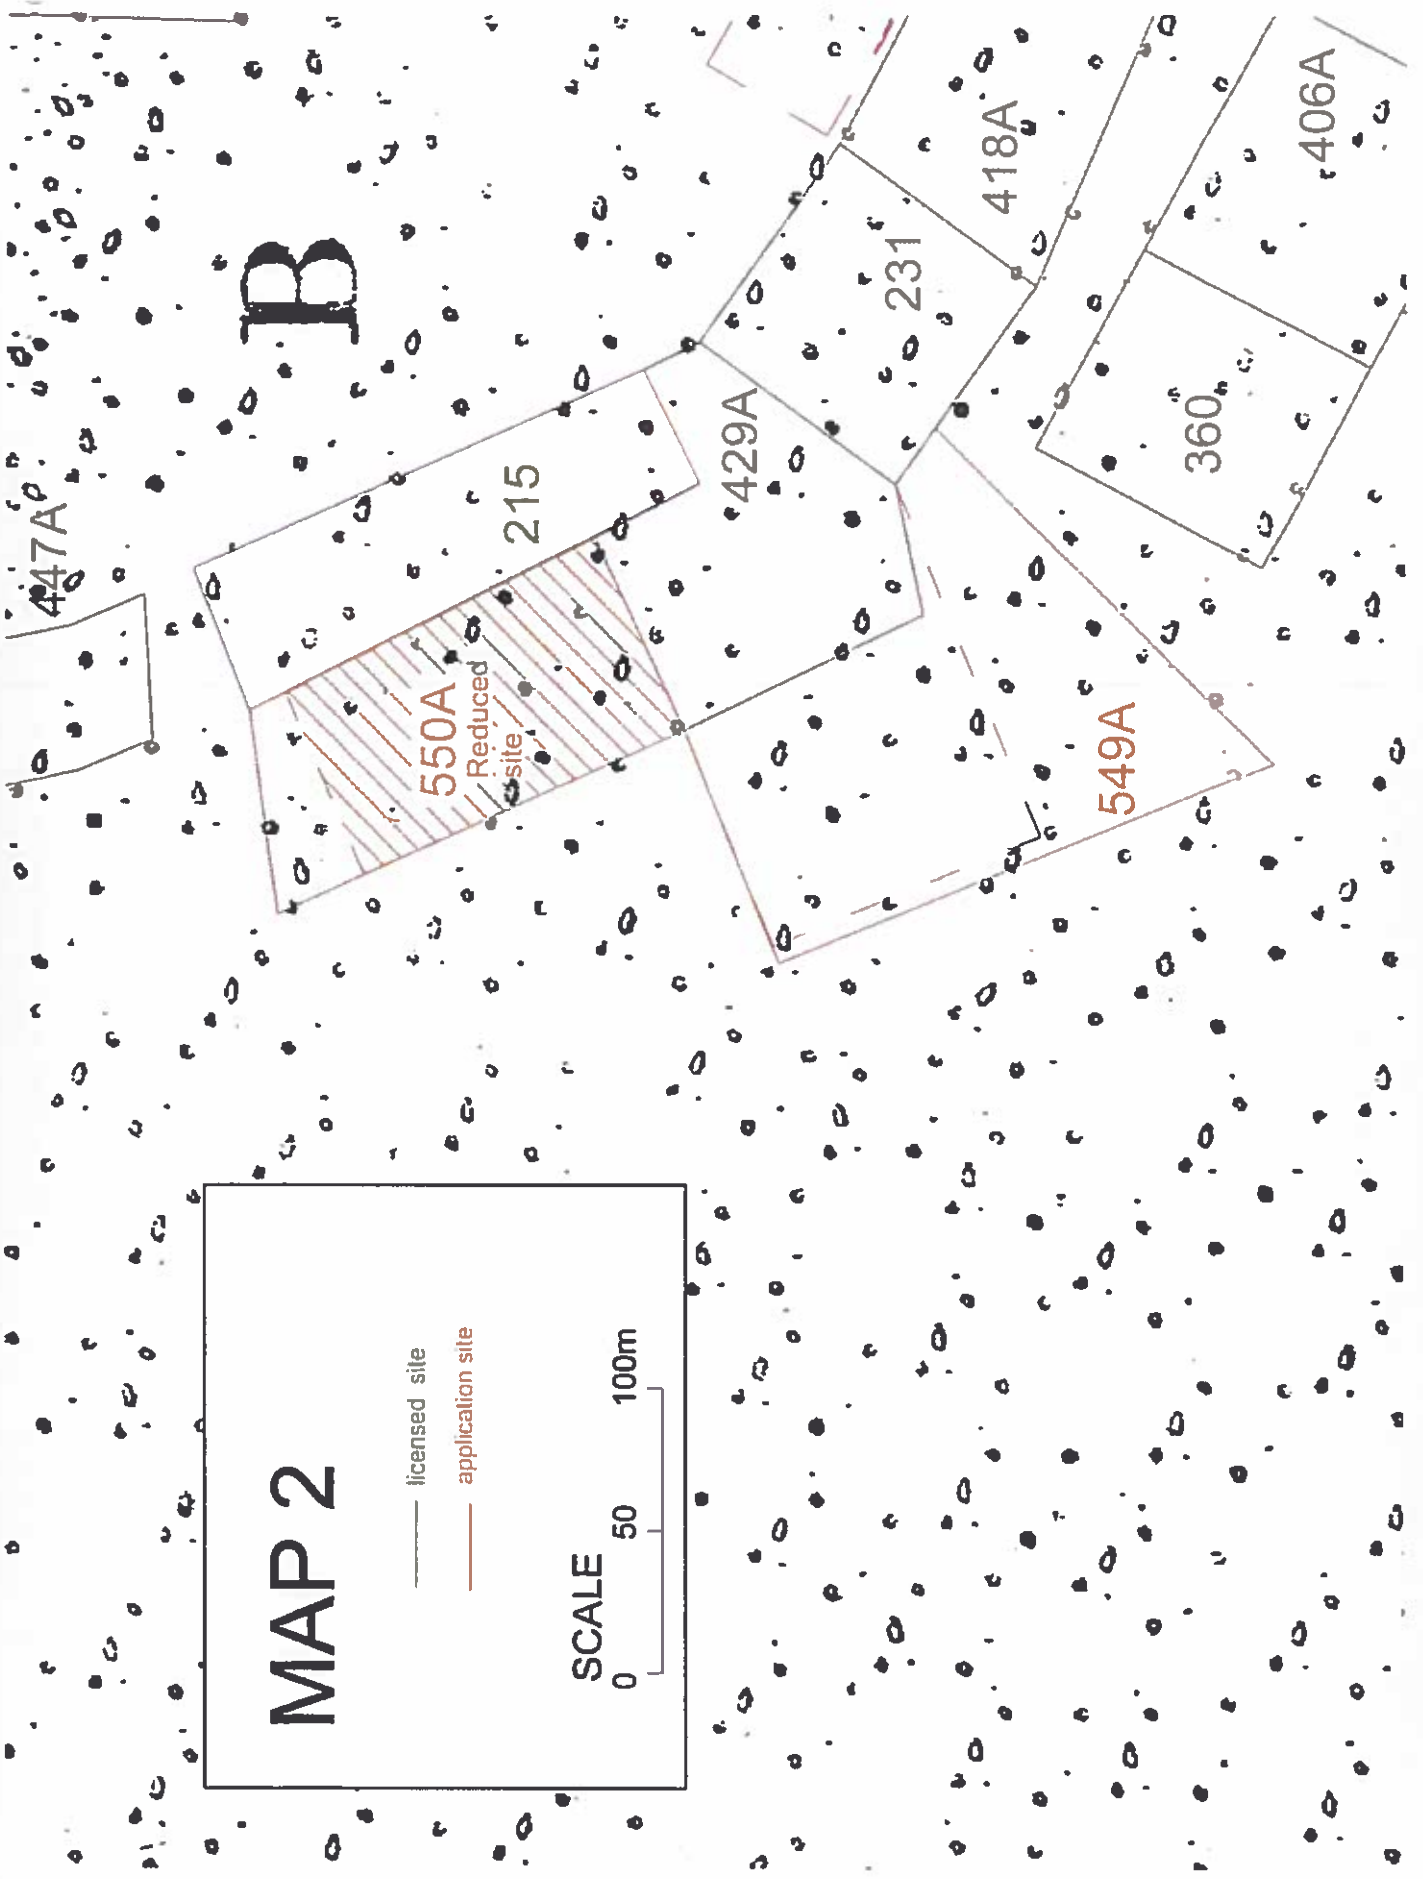 447A
B
215
550A
Reduced
site
429A
231
418A
406A
360
549A
MAP 2
licensed site
application site
SCALE
0 50 100m